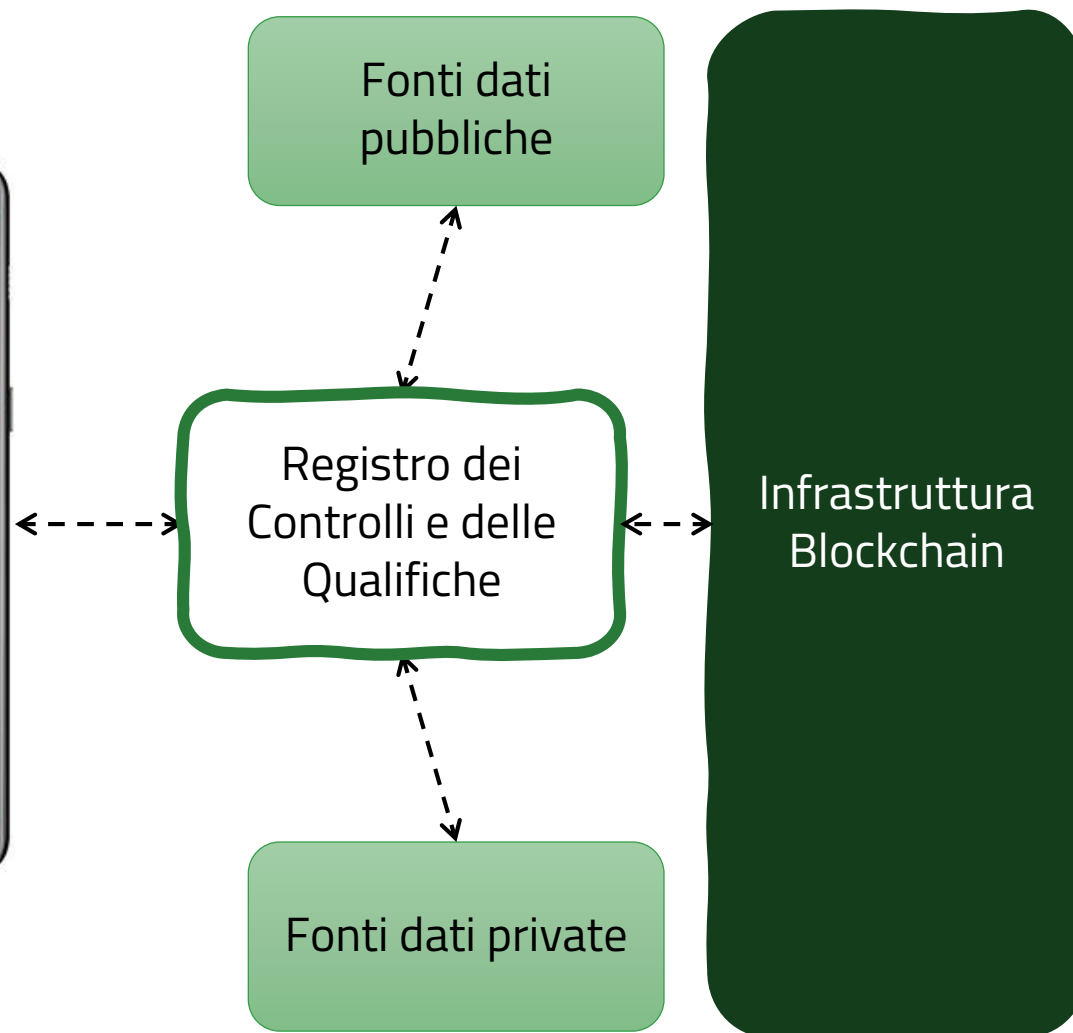 Fonti dati
pubbliche
Registro dei
Controlli e delle
Qualifiche
Infrastruttura
Blockchain
Fonti dati private